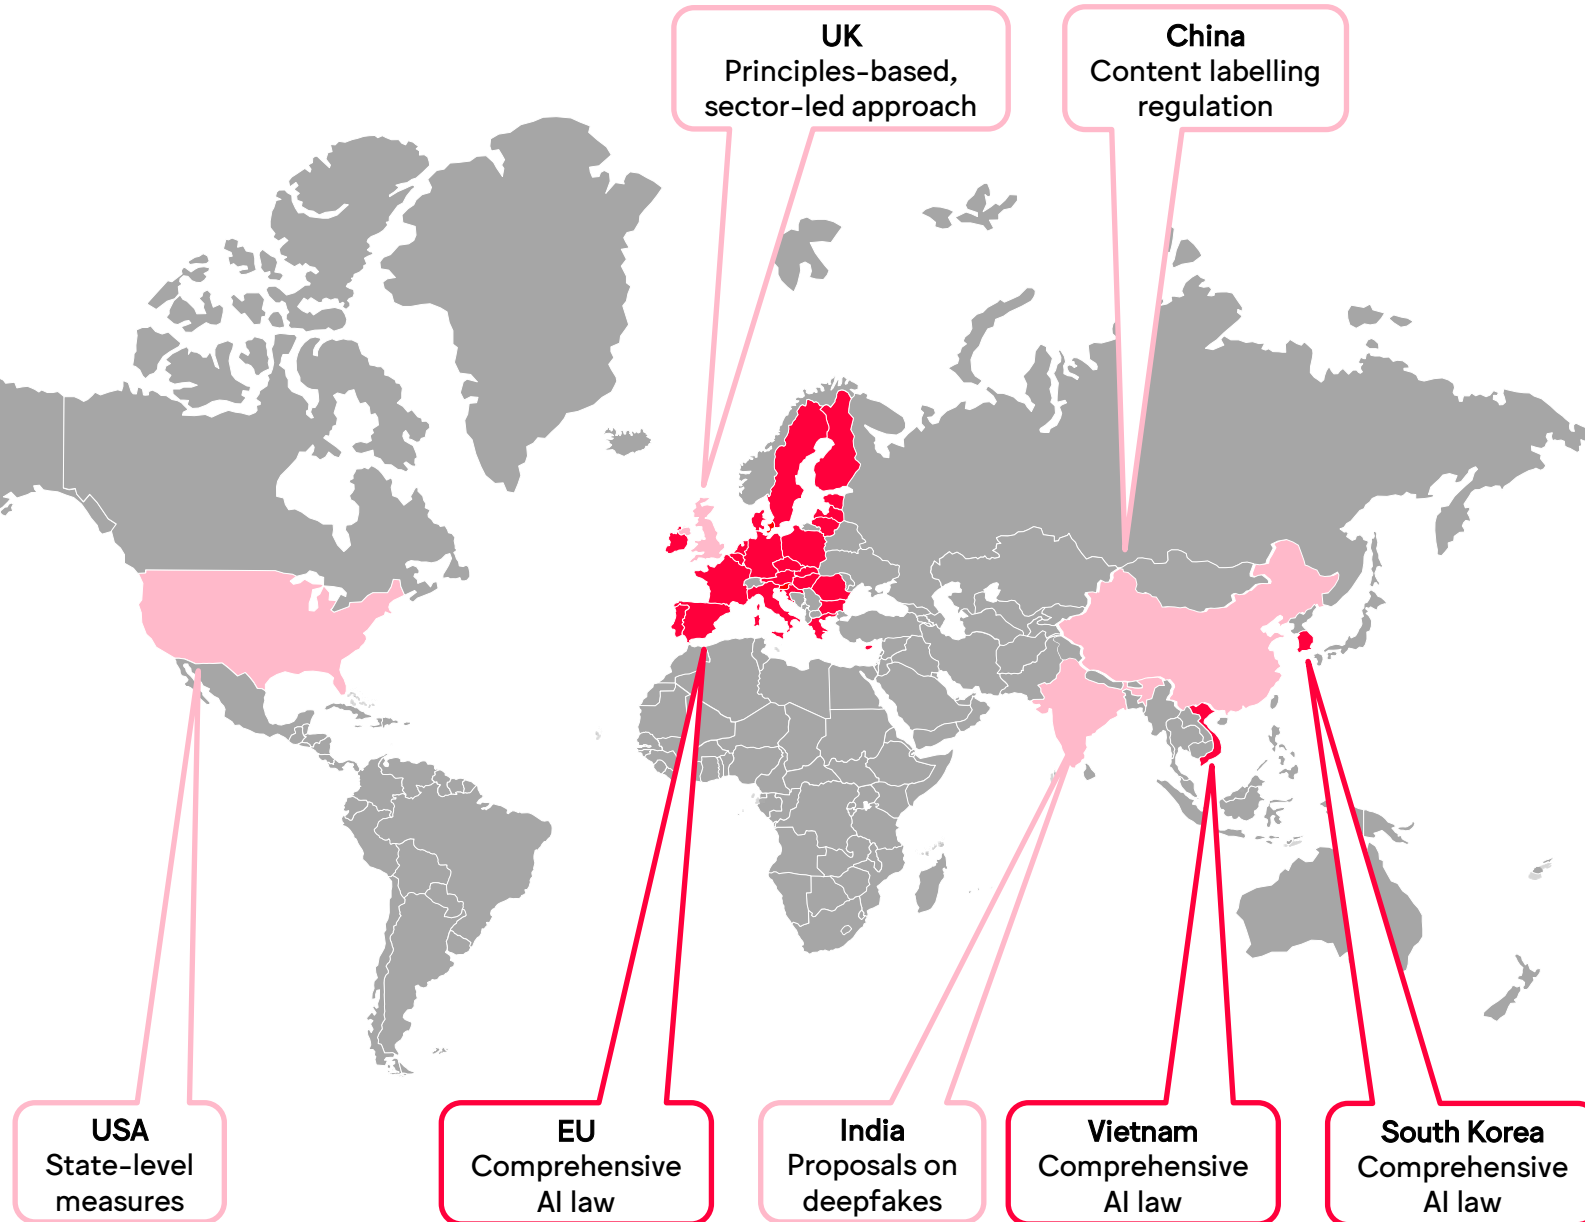 UK
Principles-based,
sector-led approach
China
Content labelling
regulation
USA
State-level
measures
EU
Comprehensive
AI law
India
Proposals on
deepfakes
Vietnam
Comprehensive
AI law
South Korea
Comprehensive
AI law